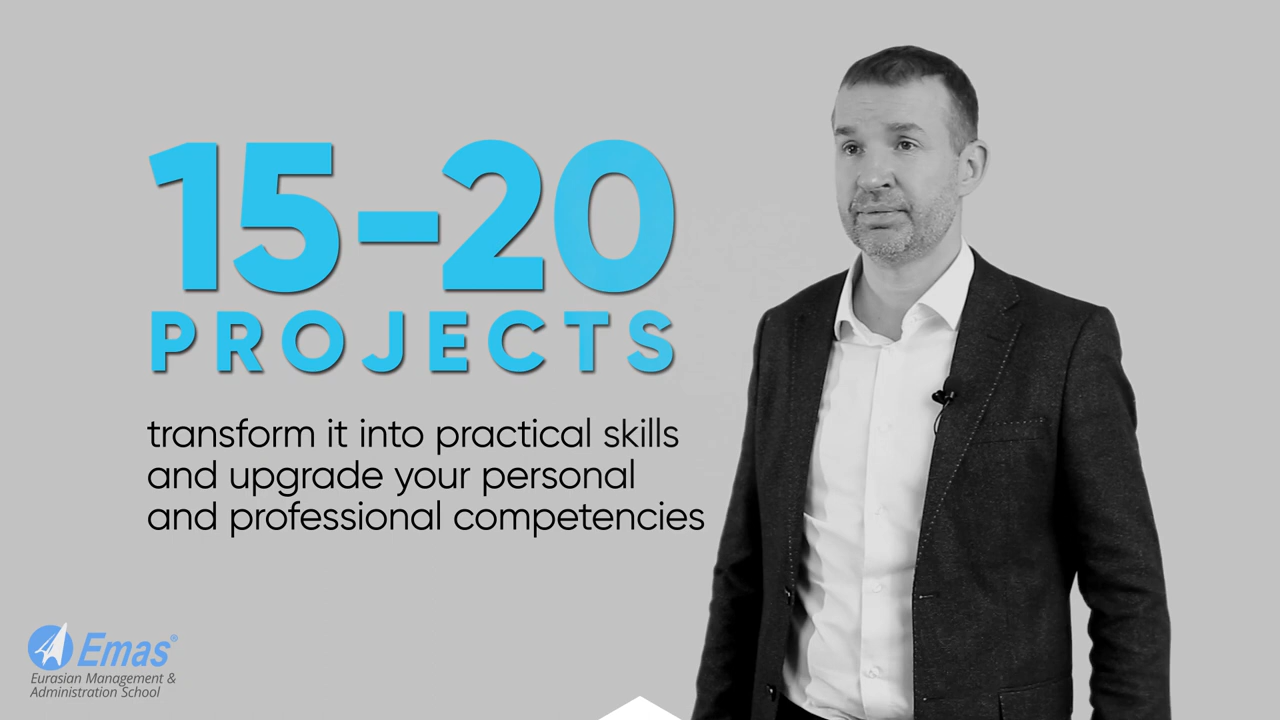 15–20
PROJECTS
transform it into practical skills
and upgrade your personal
and professional competencies
Emas®
Eurasian Management &
Administration School